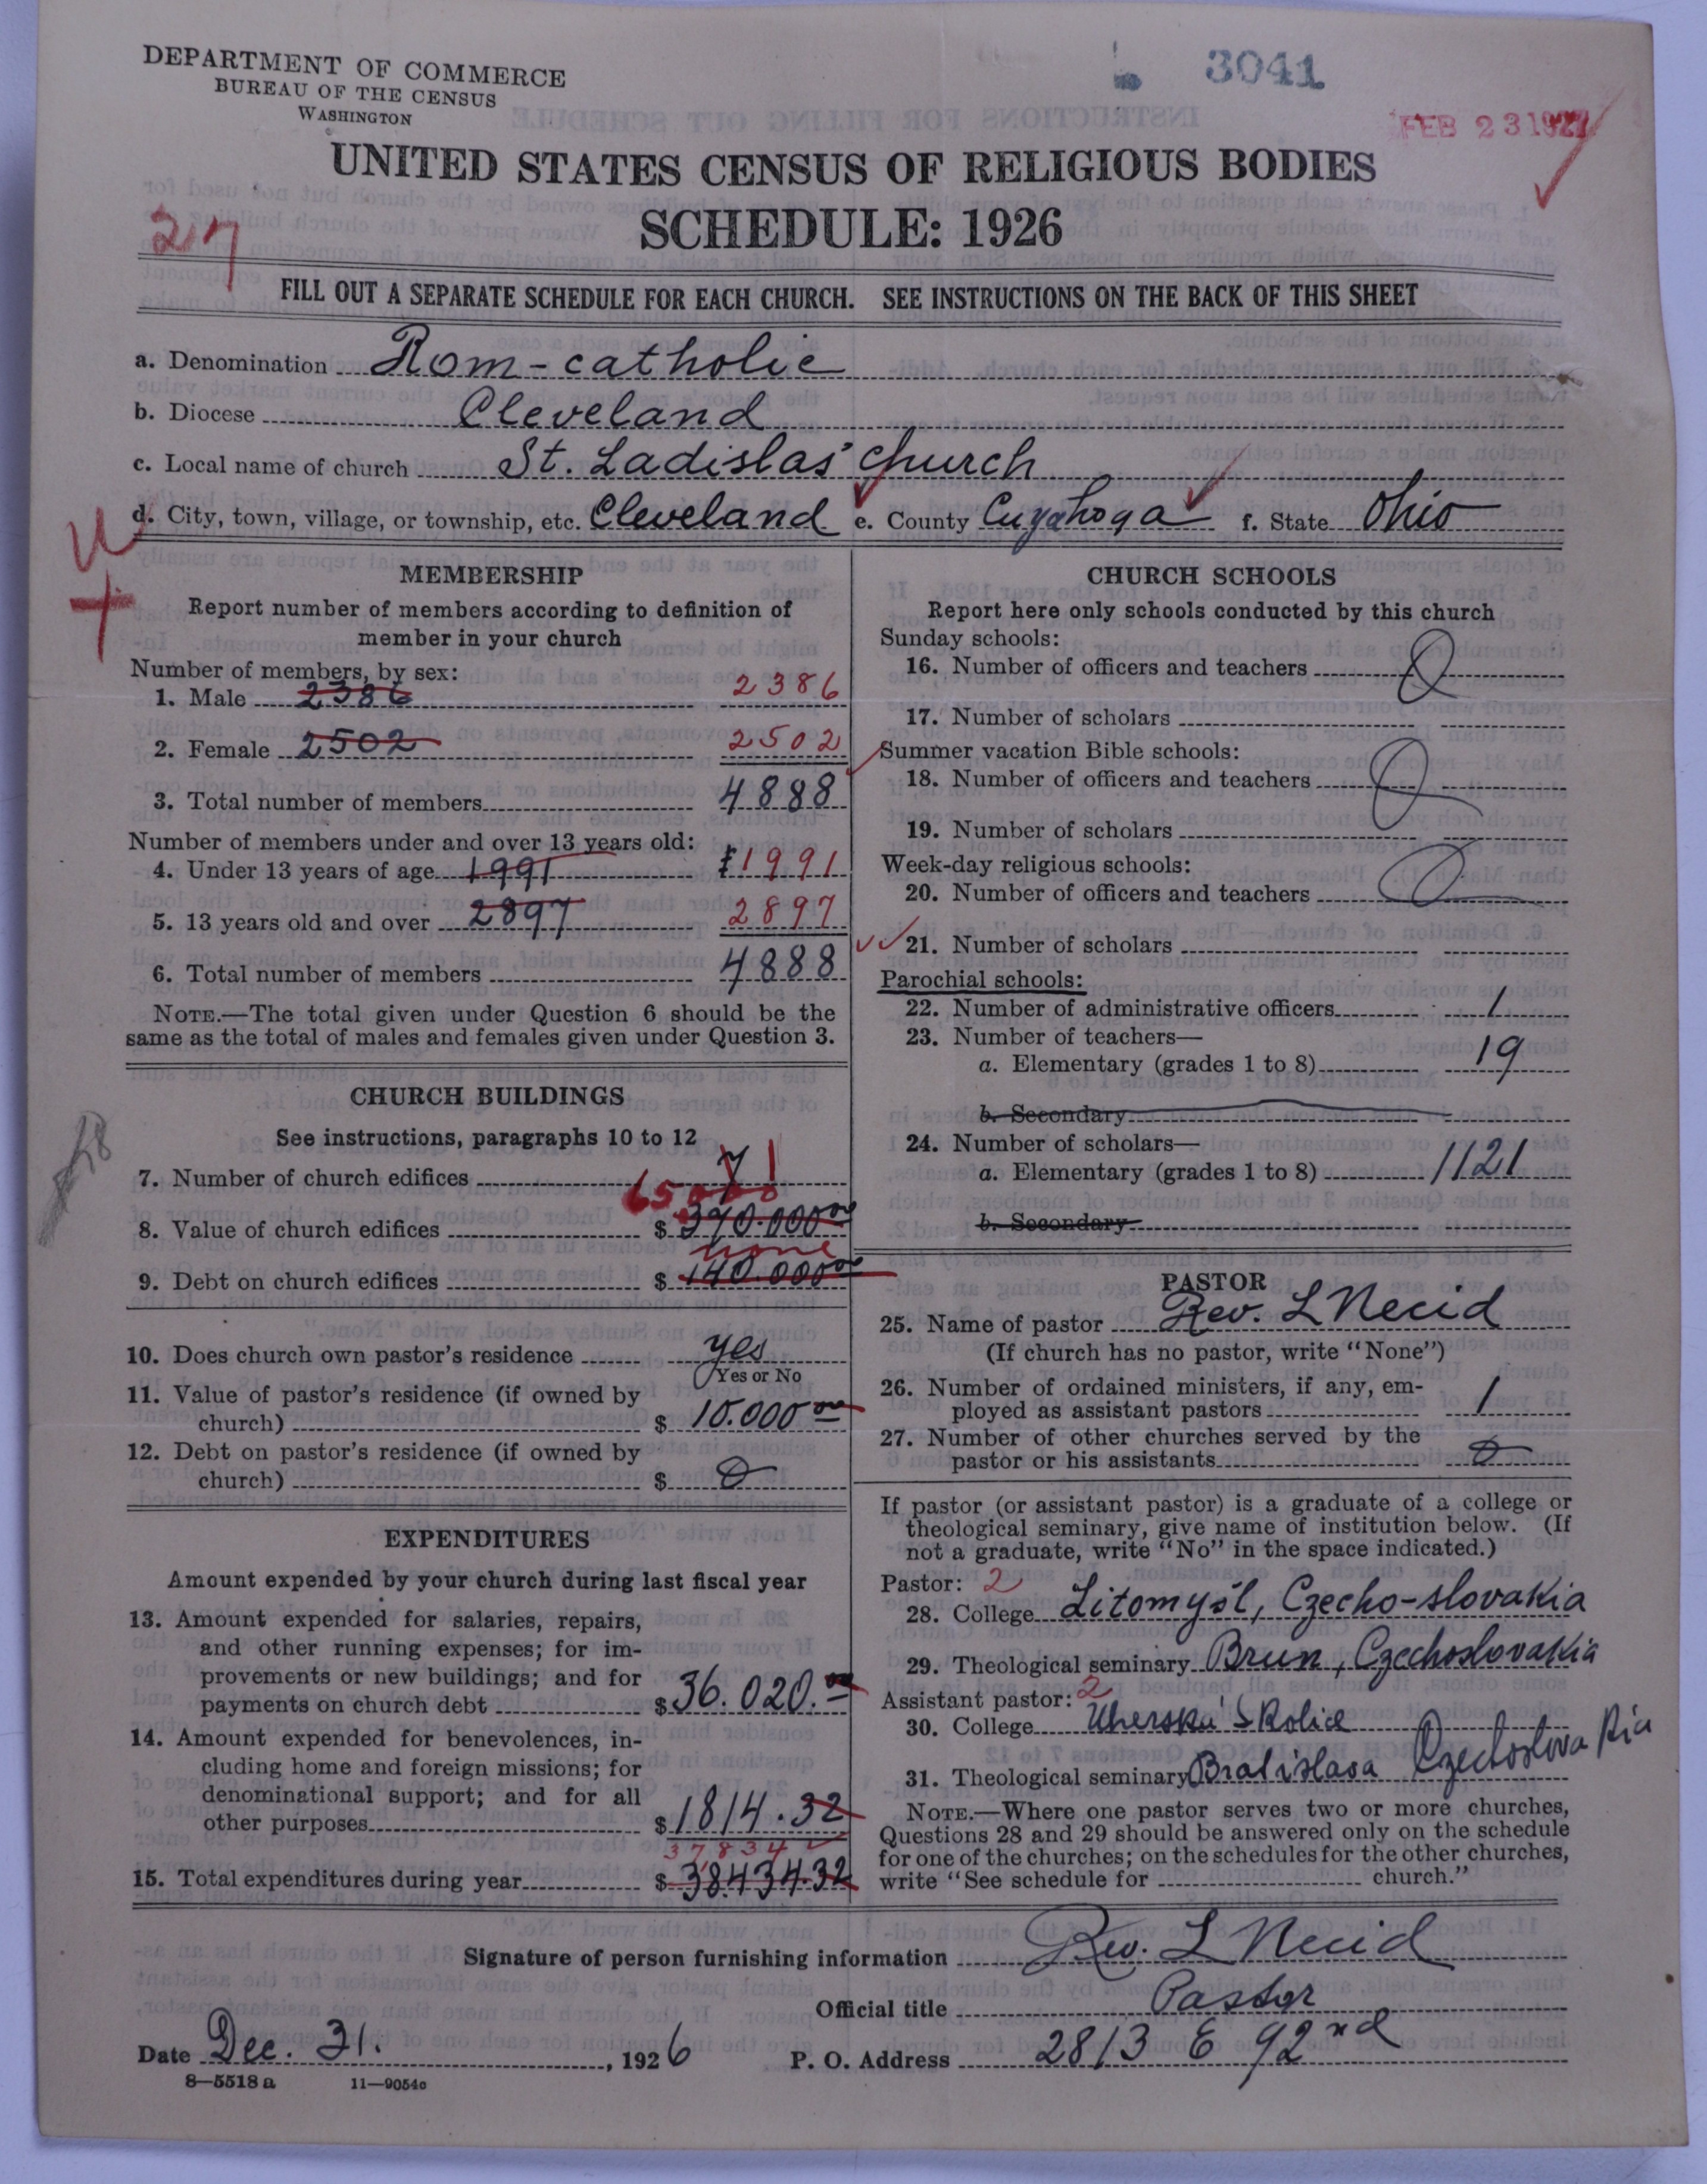 DEPARTMENT OF COMMERCE
BUREAU OF THE CENSUS
WASHINGTON
3041
FEB 23 1927
UNITED STATES CENSUS OF RELIGIOUS BODIES
SCHEDULE: 1926
217
FILL OUT A SEPARATE SCHEDULE FOR EACH CHURCH. SEE INSTRUCTIONS ON THE BACK OF THIS SHEET
a. Denomination Rom-catholic
b. Diocese Cleveland
c. Local name of church St. Ladislas' church
d. City, town, village, or township, etc. Cleveland e. County Cuyahoga f. State Ohio
MEMBERSHIP
Report number of members according to definition of
member in your church
Number of members, by sex:
1. Male 2386 2386
2. Female 2502 2502
3. Total number of members 4888
Number of members under and over 13 years old:
4. Under 13 years of age 1991 1991
5. 13 years old and over 2897 2897
6. Total number of members 4888
NOTE.—The total given under Question 6 should be the
same as the total of males and females given under Question 3.
CHURCH BUILDINGS
See instructions, paragraphs 10 to 12
7. Number of church edifices 1
65000
8. Value of church edifices $ 390.000 00
none
9. Debt on church edifices $ 140.000 00
10. Does church own pastor's residence yes
Yes or No
11. Value of pastor's residence (if owned by
church) $ 10.000 00
12. Debt on pastor's residence (if owned by
church) $ 0
EXPENDITURES
Amount expended by your church during last fiscal year
13. Amount expended for salaries, repairs,
and other running expenses; for im-
provements or new buildings; and for
payments on church debt $ 36.020.00
14. Amount expended for benevolences, in-
cluding home and foreign missions; for
denominational support; and for all
other purposes $ 1814.32
37834
15. Total expenditures during year $ 38.434.32
CHURCH SCHOOLS
Report here only schools conducted by this church
Sunday schools:
16. Number of officers and teachers 0
17. Number of scholars
Summer vacation Bible schools:
18. Number of officers and teachers 0
19. Number of scholars
Week-day religious schools:
20. Number of officers and teachers 0
21. Number of scholars
Parochial schools:
22. Number of administrative officers 1
23. Number of teachers—
a. Elementary (grades 1 to 8) 19
b. Secondary
24. Number of scholars—
a. Elementary (grades 1 to 8) 1121
b. Secondary
PASTOR
25. Name of pastor Rev. L Necid
(If church has no pastor, write "None")
26. Number of ordained ministers, if any, em-
ployed as assistant pastors 1
27. Number of other churches served by the
pastor or his assistants 0
If pastor (or assistant pastor) is a graduate of a college or
theological seminary, give name of institution below. (If
not a graduate, write "No" in the space indicated.)
Pastor: 2
28. College Litomyšl, Czecho-slovakia
29. Theological seminary Brun, Czechoslovakia
Assistant pastor: 2
30. College Uherska Skolice
31. Theological seminary Bratislava Czechoslovakia
NOTE.—Where one pastor serves two or more churches,
Questions 28 and 29 should be answered only on the schedule
for one of the churches; on the schedules for the other churches,
write "See schedule for church."
Signature of person furnishing information Rev. L Necid
Official title Pastor
Date Dec. 31. , 1926 P. O. Address 2813 E 92nd
8—5518 a 11—9054c